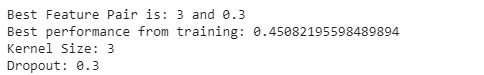 Best Feature Pair is: 3 and 0.3
Best performance from training: 0.45082195598489894
Kernel Size: 3
Dropout: 0.3